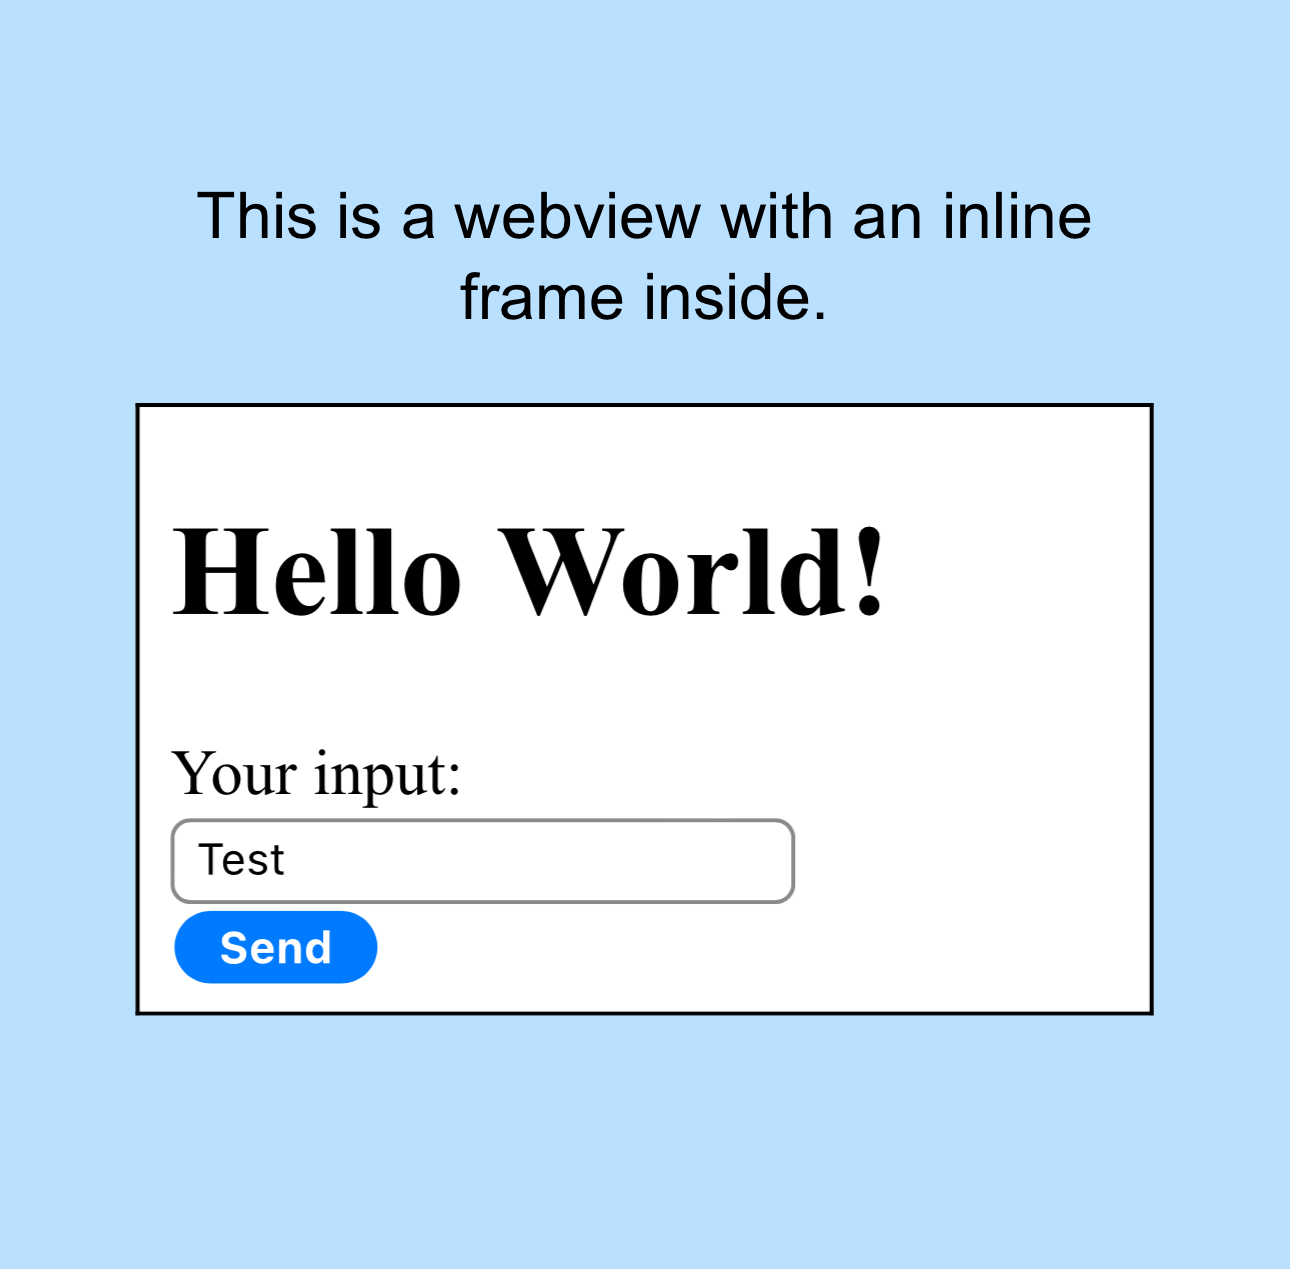 This is a webview with an inline
frame inside.
Hello World!
Your input:
Test
Send